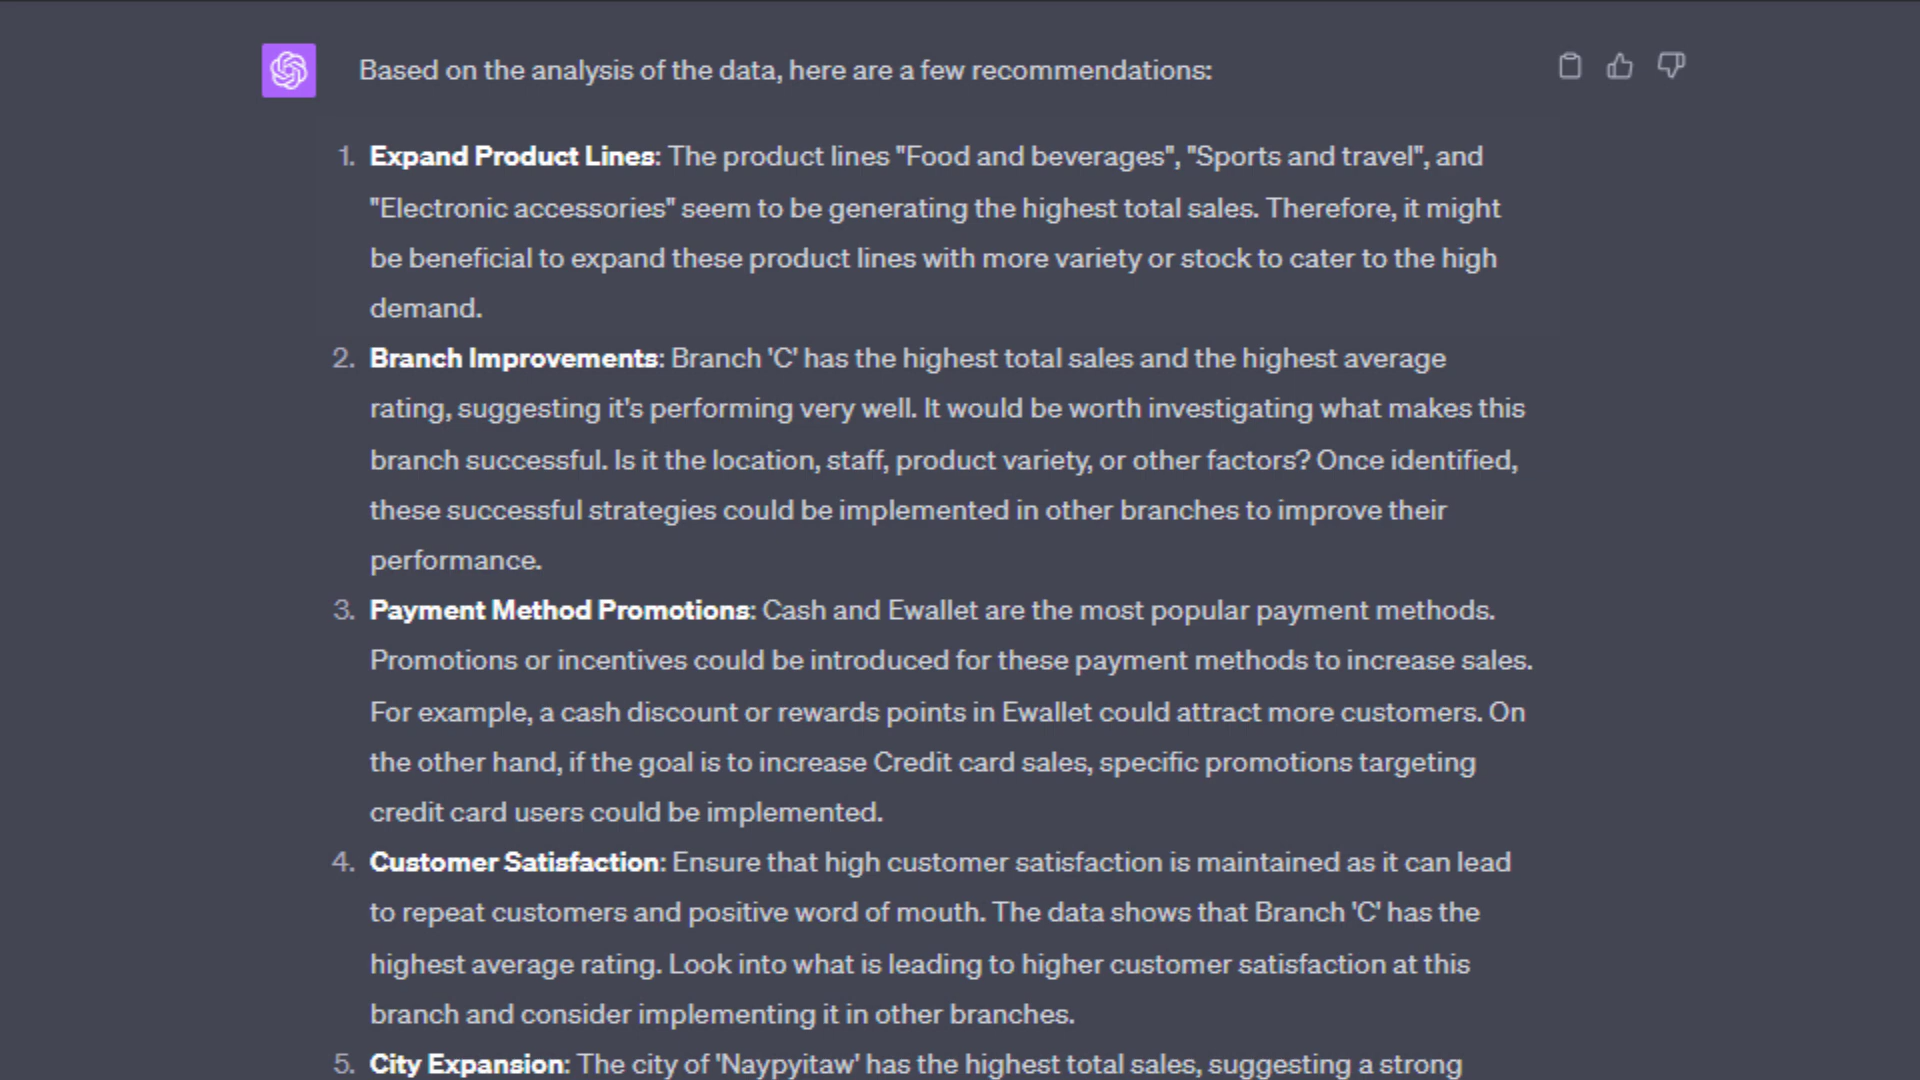 Based on the analysis of the data, here are a few recommendations:
1. Expand Product Lines: The product lines "Food and beverages", "Sports and travel", and
"Electronic accessories" seem to be generating the highest total sales. Therefore, it might
be beneficial to expand these product lines with more variety or stock to cater to the high
demand.
2. Branch Improvements: Branch 'C' has the highest total sales and the highest average
rating, suggesting it's performing very well. It would be worth investigating what makes this
branch successful. Is it the location, staff, product variety, or other factors? Once identified,
these successful strategies could be implemented in other branches to improve their
performance.
3. Payment Method Promotions: Cash and Ewallet are the most popular payment methods.
Promotions or incentives could be introduced for these payment methods to increase sales.
For example, a cash discount or rewards points in Ewallet could attract more customers. On
the other hand, if the goal is to increase Credit card sales, specific promotions targeting
credit card users could be implemented.
4. Customer Satisfaction: Ensure that high customer satisfaction is maintained as it can lead
to repeat customers and positive word of mouth. The data shows that Branch 'C' has the
highest average rating. Look into what is leading to higher customer satisfaction at this
branch and consider implementing it in other branches.
5. City Expansion: The city of 'Naypyitaw' has the highest total sales, suggesting a strong